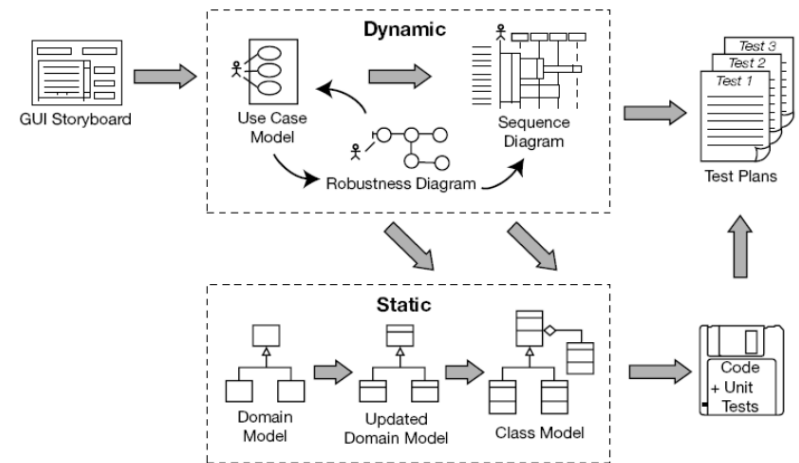 Dynamic
GUI Storyboard
Use Case
Model
Robustness Diagram
Sequence
Diagram
Test 3
Test 2
Test 1
Test Plans
Static
Domain
Model
Updated
Domain Model
Class Model
Code
+ Unit
Tests